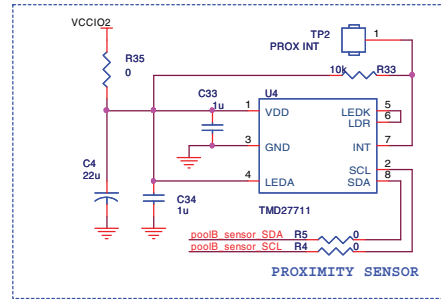 VCCIO2
TP2
1
PROX INT
R35
0
10k
R33
C33
1u
U4
1
VDD
LEDK
5
LDR
6
3
GND
INT
7
C4
22u
SCL
2
4
LEDA
SDA
8
C34
1u
TMD27711
poolB_sensor_SDA
R5
0
poolB_sensor_SCL
R4
0
PROXIMITY SENSOR